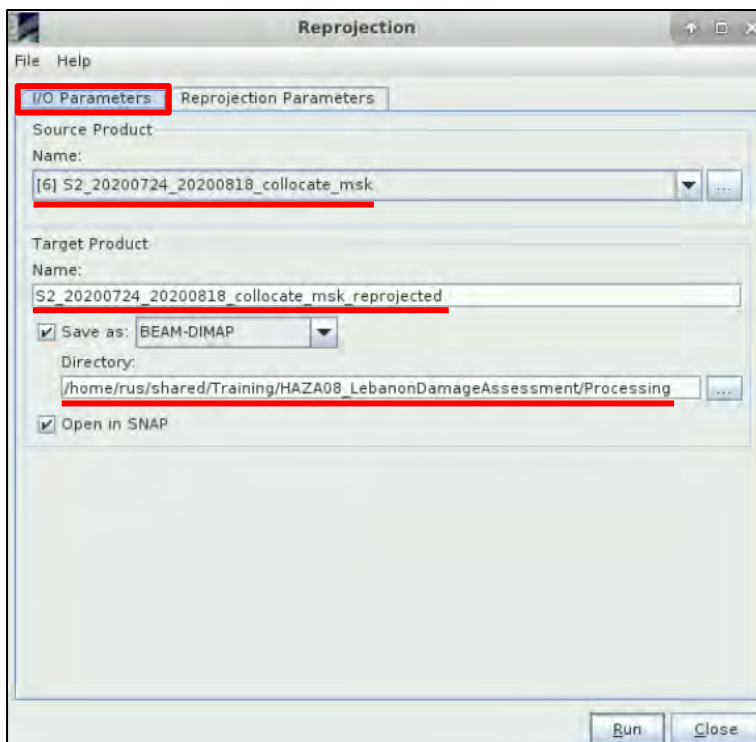 Reprojection
File Help
I/O Parameters Reprojection Parameters
Source Product
Name:
[6] S2_20200724_20200818_collocate_msk
...
Target Product
Name:
S2_20200724_20200818_collocate_msk_reprojected
Save as: BEAM-DIMAP
Directory:
/home/rus/shared/Training/HAZA08_LebanonDamageAssessment/Processing
...
Open in SNAP
Run Close